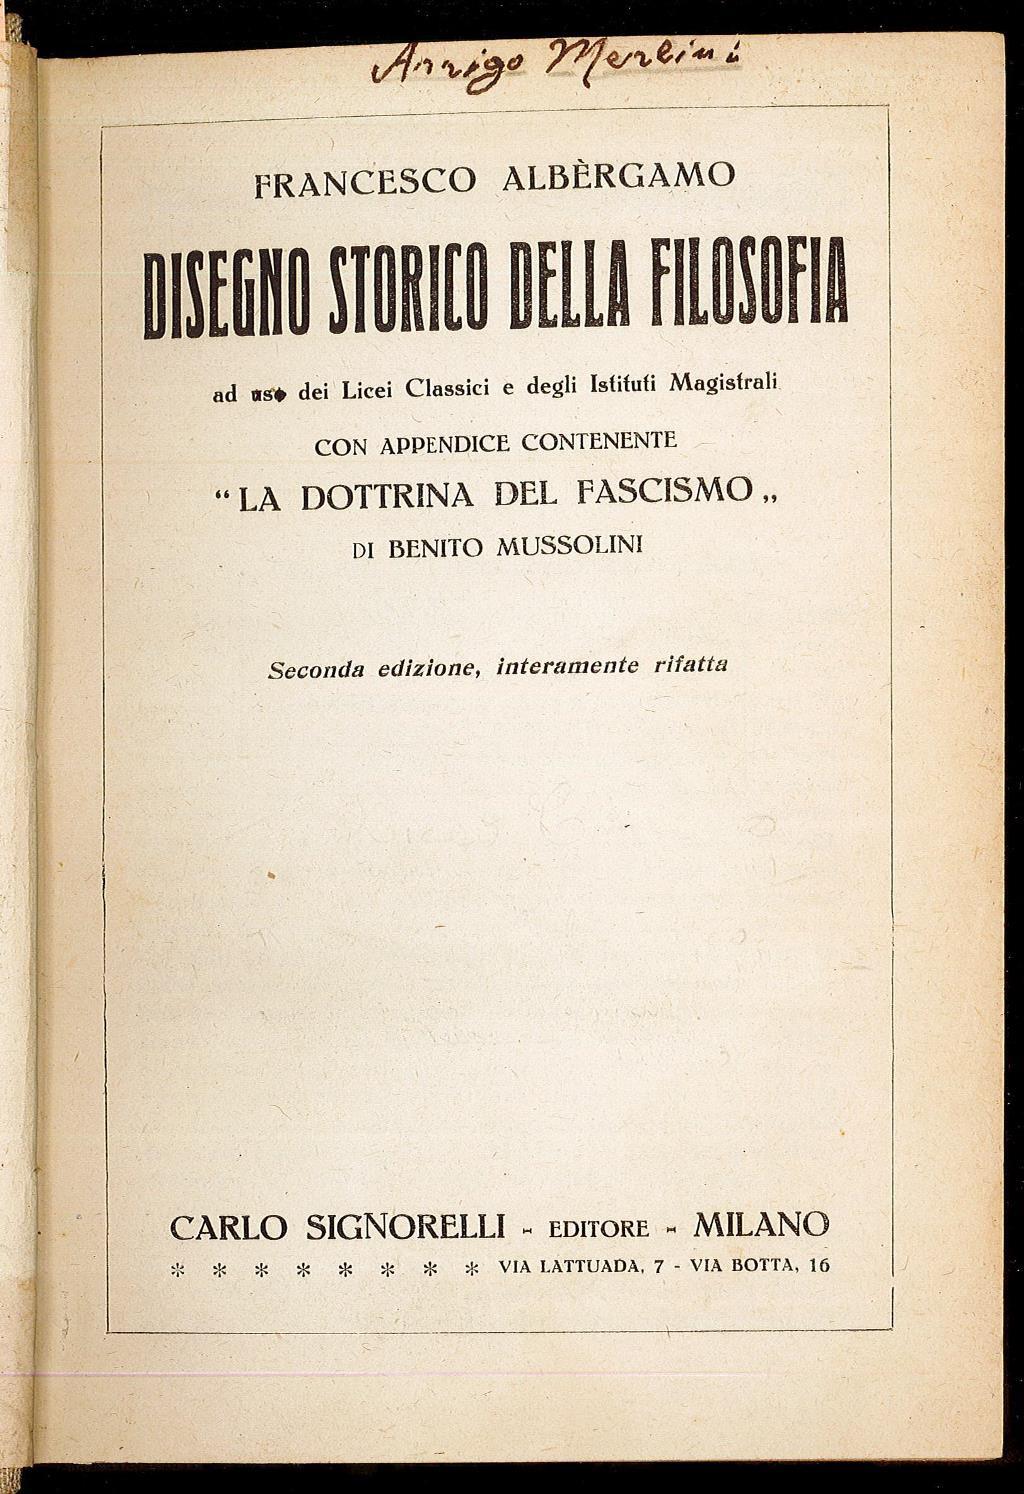 Arrigo Merlini
FRANCESCO ALBÈRGAMO
DISEGNO STORICO DELLA FILOSOFIA
ad uso dei Licei Classici e degli Istituti Magistrali
CON APPENDICE CONTENENTE
“ LA DOTTRINA DEL FASCISMO „
DI BENITO MUSSOLINI
Seconda edizione, interamente rifatta
CARLO SIGNORELLI - EDITORE - MILANO
* * * * * * * * VIA LATTUADA, 7 - VIA BOTTA, 16